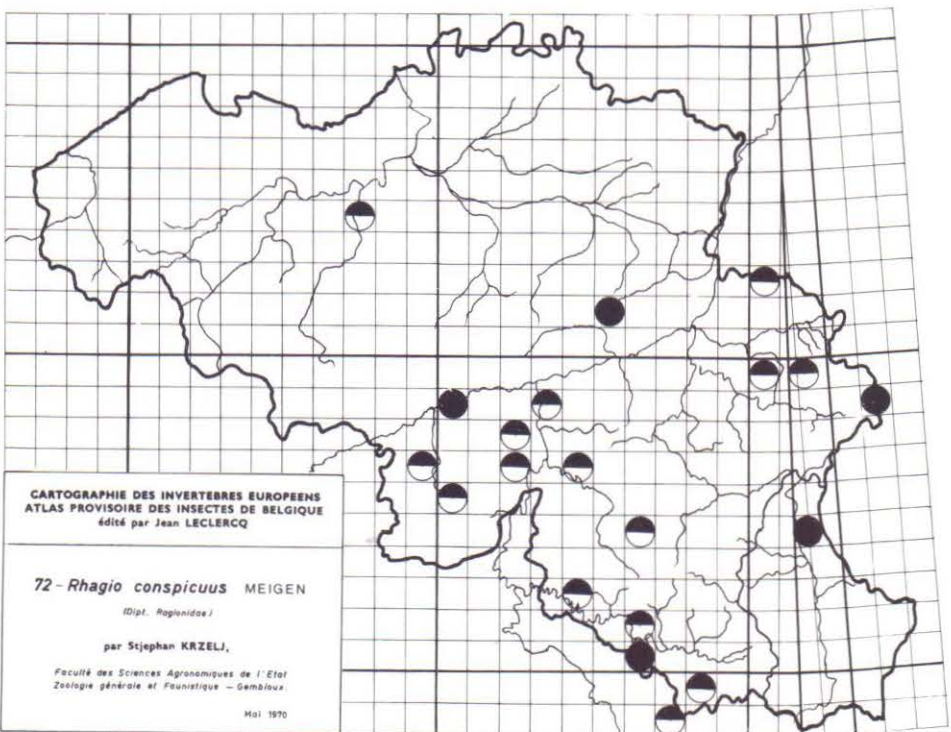 CARTOGRAPHIE DES INVERTEBRES EUROPEENS
ATLAS PROVISOIRE DES INSECTES DE BELGIQUE
édité par Jean LECLERCQ
72 - Rhagio conspicuus MEIGEN
(Dipt. Ragionidae)
par Stjephan KRZELJ,
Faculté des Sciences Agronomiques de l'Etat
Zoologie générale et Faunistique - Gembloux.
Mai 1970